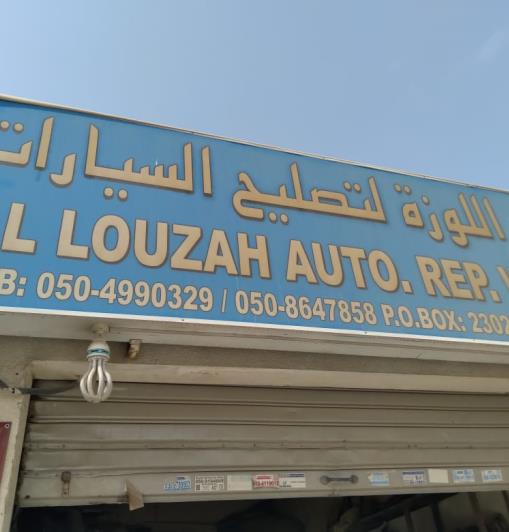 اللوزة لتصليح السيارات
L LOUZAH AUTO. REP.
B: 050-4990329 / 050-8647858 P.O.BOX: 2302